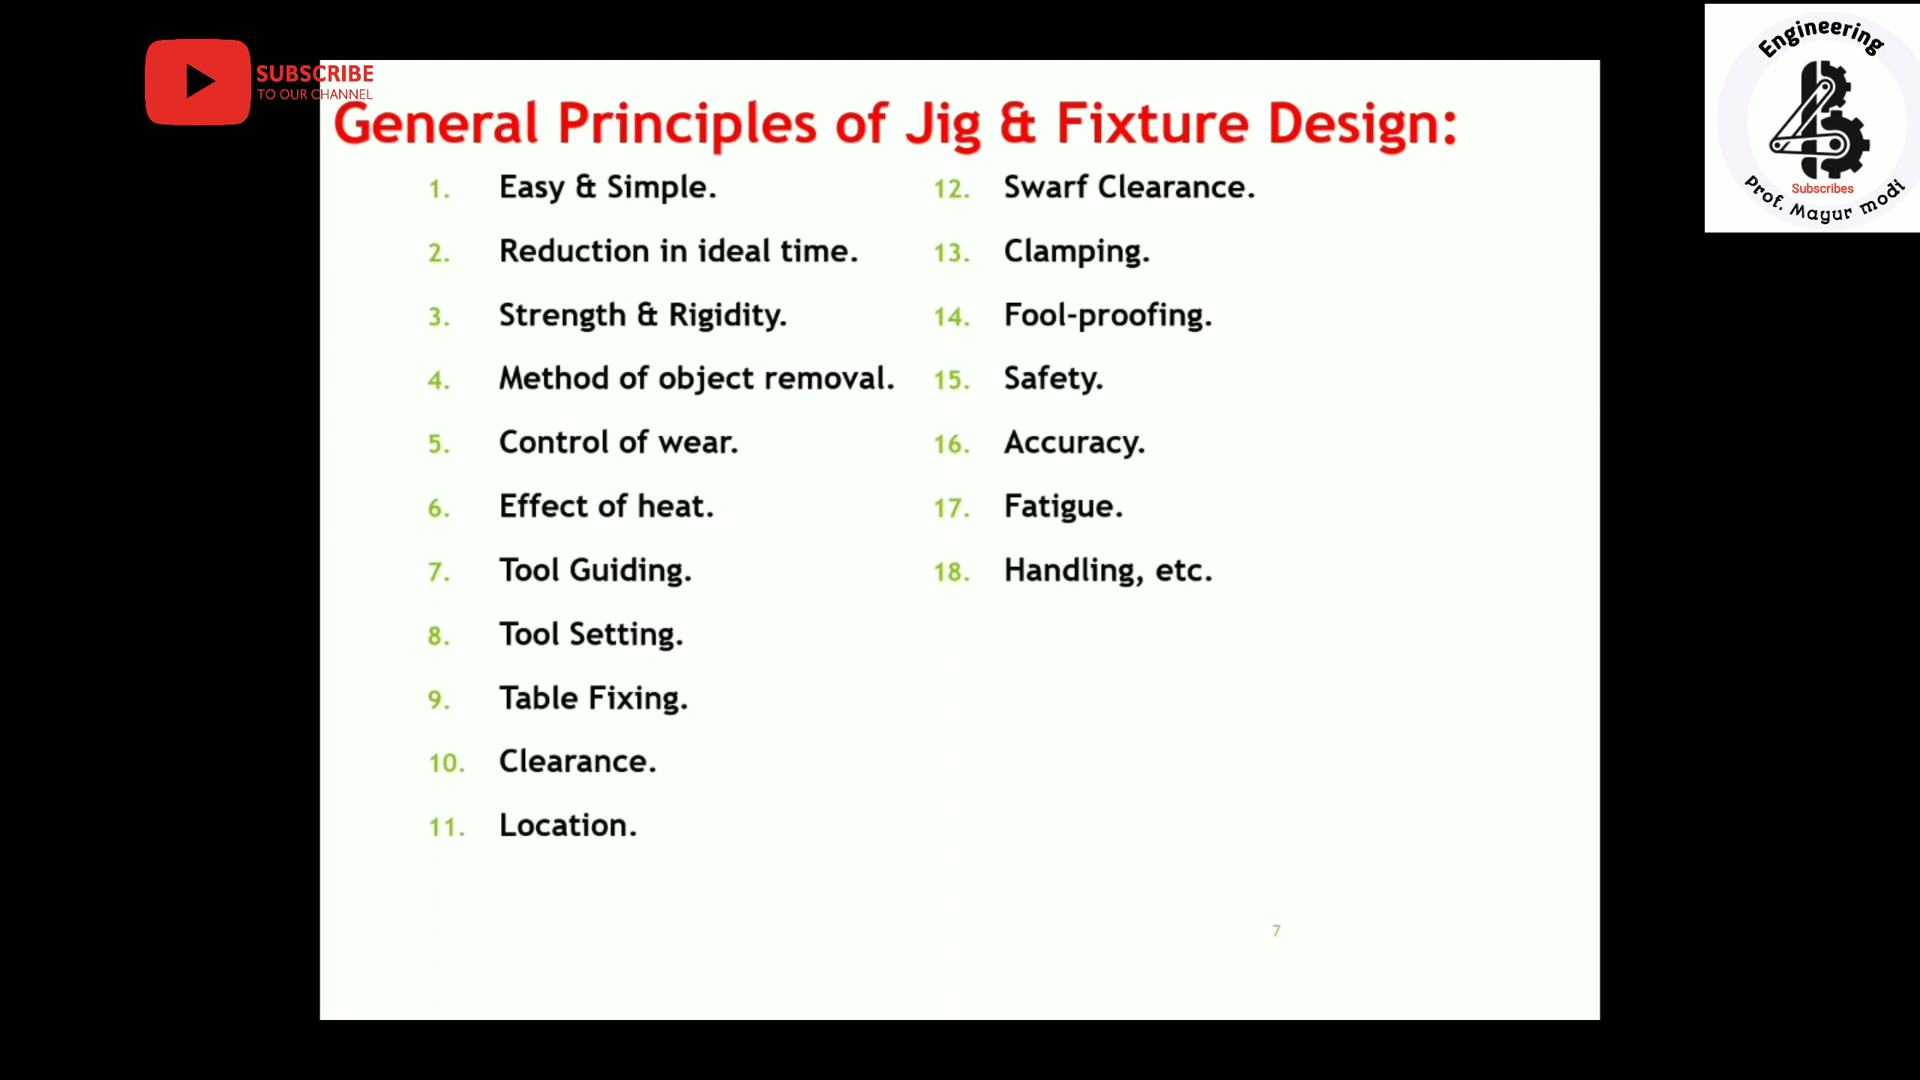 SUBSCRIBE
TO OUR CHANNEL
Engineering
Subscribes
Prof. Mayur modi
General Principles of Jig & Fixture Design:
1. Easy & Simple.
2. Reduction in ideal time.
3. Strength & Rigidity.
4. Method of object removal.
5. Control of wear.
6. Effect of heat.
7. Tool Guiding.
8. Tool Setting.
9. Table Fixing.
10. Clearance.
11. Location.
12. Swarf Clearance.
13. Clamping.
14. Fool-proofing.
15. Safety.
16. Accuracy.
17. Fatigue.
18. Handling, etc.
7